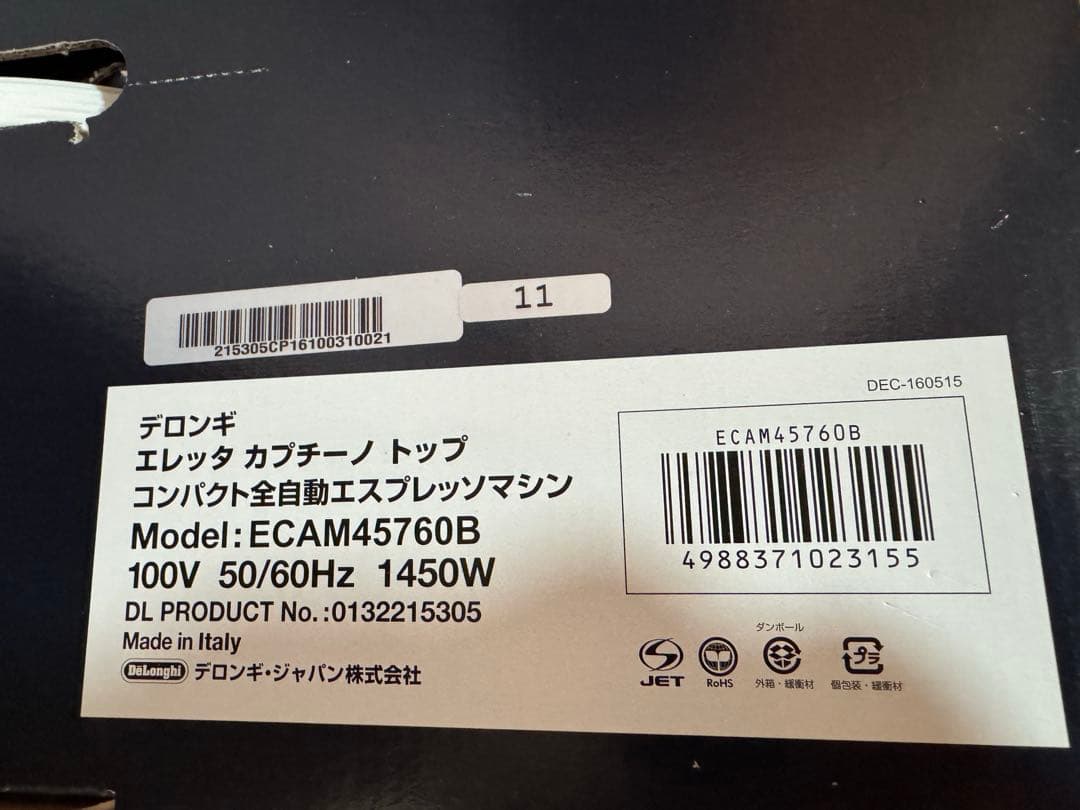 215305CP16100310021
11
DEC-160515
デロンギ
エレッタ カプチーノ トップ
コンパクト全自動エスプレッソマシン
Model:ECAM45760B
100V 50/60Hz 1450W
DL PRODUCT No.:0132215305
Made in Italy
DeLonghi デロンギ・ジャパン株式会社
ECAM45760B
4988371023155
ダンボール
プラ
JET
RoHS
外箱・緩衝材
個包装・緩衝材